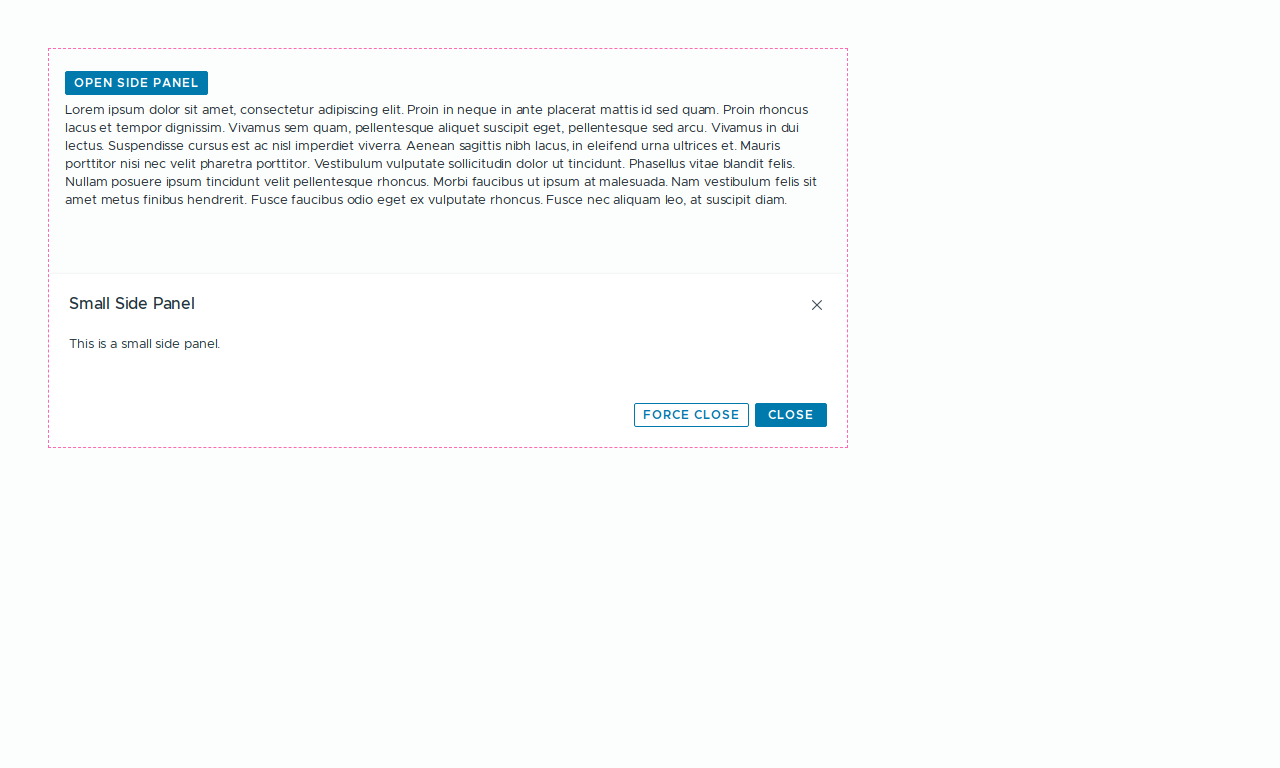 OPEN SIDE PANEL
Lorem ipsum dolor sit amet, consectetur adipiscing elit. Proin in neque in ante placerat mattis id sed quam. Proin rhoncus
lacus et tempor dignissim. Vivamus sem quam, pellentesque aliquet suscipit eget, pellentesque sed arcu. Vivamus in dui
lectus. Suspendisse cursus est ac nisl imperdiet viverra. Aenean sagittis nibh lacus, in eleifend urna ultrices et. Mauris
porttitor nisi nec velit pharetra porttitor. Vestibulum vulputate sollicitudin dolor ut tincidunt. Phasellus vitae blandit felis.
Nullam posuere ipsum tincidunt velit pellentesque rhoncus. Morbi faucibus ut ipsum at malesuada. Nam vestibulum felis sit
amet metus finibus hendrerit. Fusce faucibus odio eget ex vulputate rhoncus. Fusce nec aliquam leo, at suscipit diam.
Small Side Panel
This is a small side panel.
FORCE CLOSE CLOSE